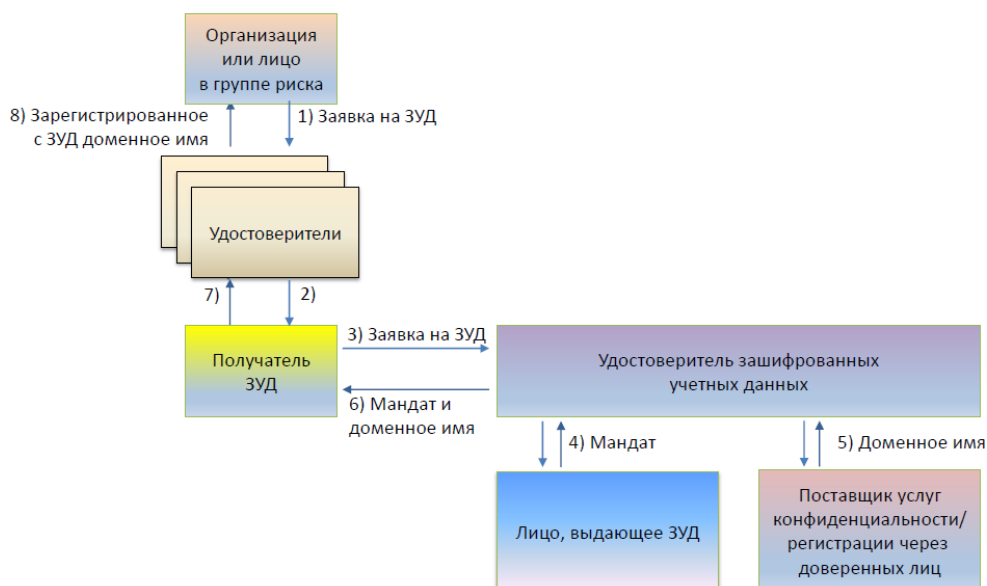 Организация
или лицо
в группе риска
8) Зарегистрированное
с ЗУД доменное имя
1) Заявка на ЗУД
Удостоверители
7)
2)
3) Заявка на ЗУД
Получатель
ЗУД
Удостоверитель зашифрованных
учетных данных
6) Мандат и
доменное имя
4) Мандат
5) Доменное имя
Лицо, выдающее ЗУД
Поставщик услуг
конфиденциальности/
регистрации через
доверенных лиц